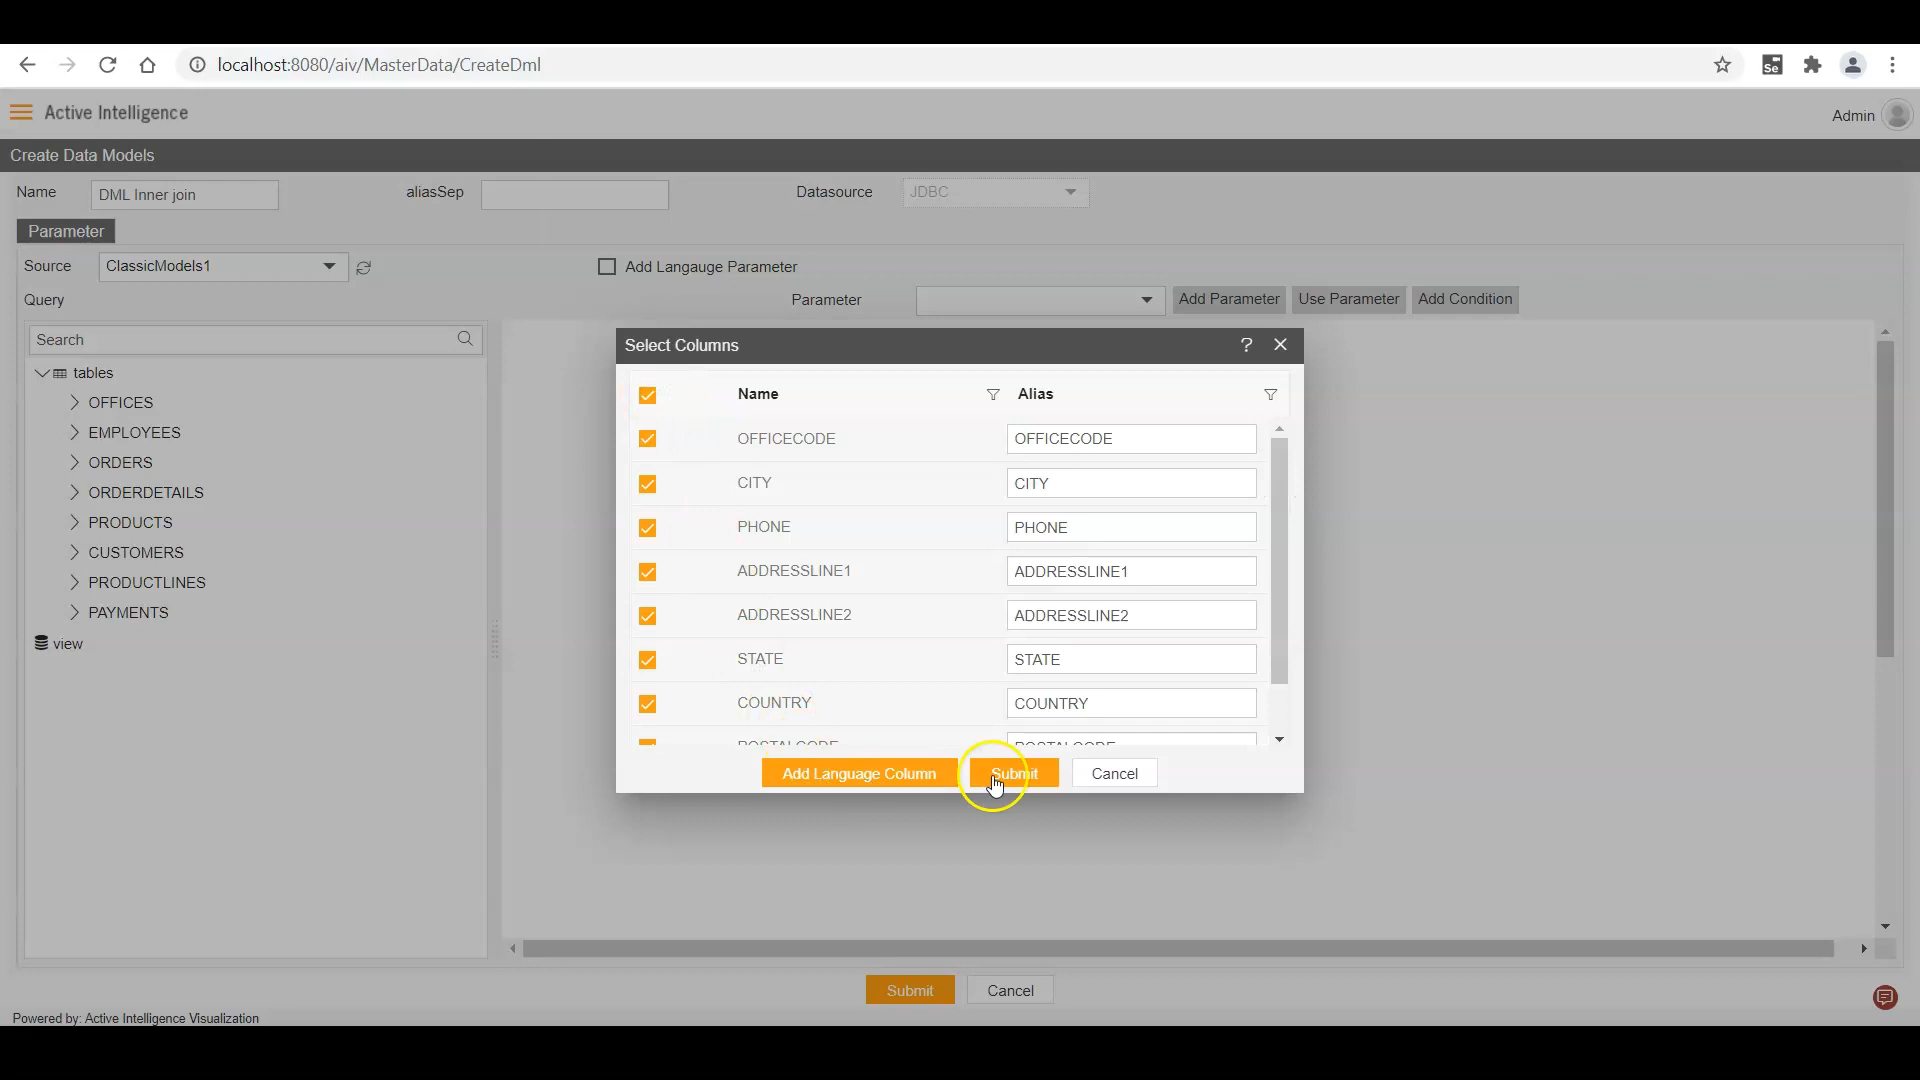 localhost:8080/aiv/MasterData/CreateDml
Se
Active Intelligence
Admin
Create Data Models
Name DML Inner join aliasSep Datasource JDBC
Parameter
Source ClassicModels1 Add Langauge Parameter
Query Parameter Add Parameter Use Parameter Add Condition
Search
tables
OFFICES
EMPLOYEES
ORDERS
ORDERDETAILS
PRODUCTS
CUSTOMERS
PRODUCTLINES
PAYMENTS
view
Select Columns ?
Name Alias
OFFICECODE OFFICECODE
CITY CITY
PHONE PHONE
ADDRESSLINE1 ADDRESSLINE1
ADDRESSLINE2 ADDRESSLINE2
STATE STATE
COUNTRY COUNTRY
POSTALCODE POSTALCODE
Add Language Column Submit Cancel
Submit Cancel
Powered by: Active Intelligence Visualization